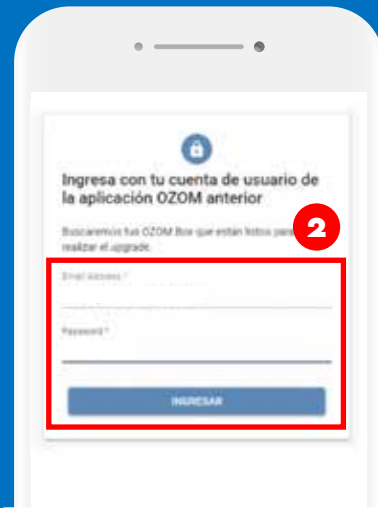 Ingresa con tu cuenta de usuario de
la aplicación OZOM anterior
Buscaremos tus OZOM Box que estan listos para
realizar el upgrade.
2
Email Address *
Password *
INGRESAR